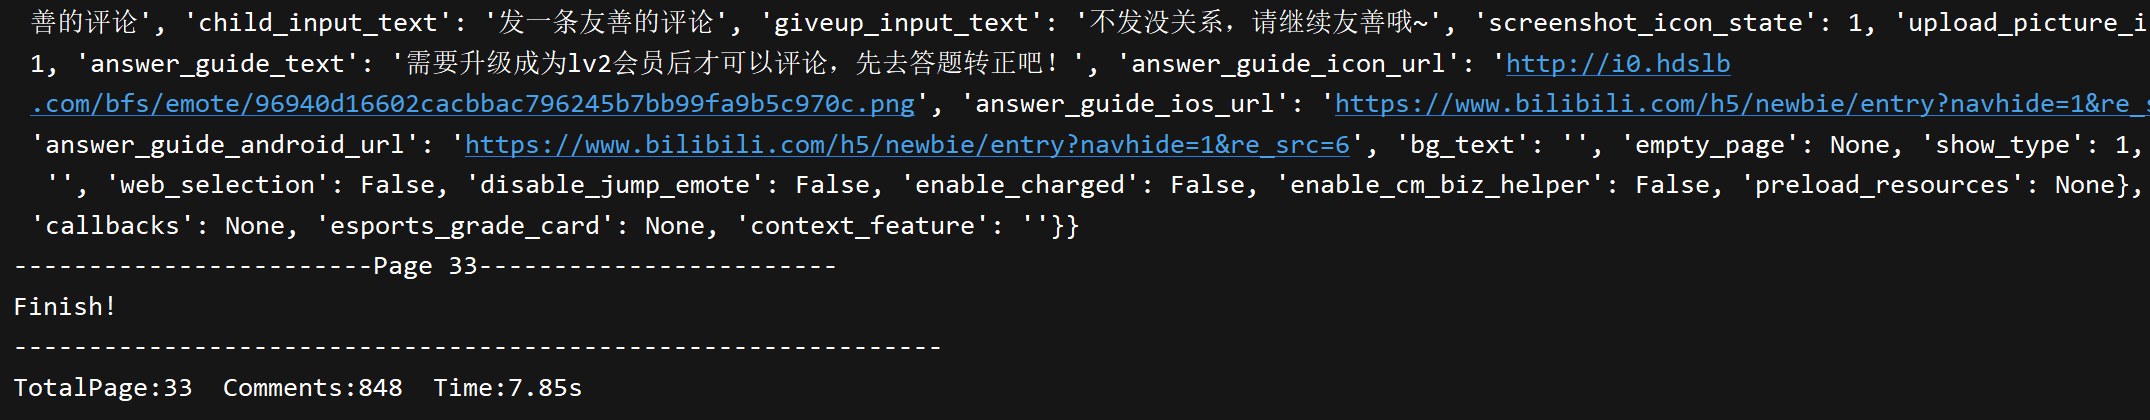 善的评论', 'child_input_text': '发一条友善的评论', 'giveup_input_text': '不发没关系，请继续友善哦~', 'screenshot_icon_state': 1, 'upload_picture_i
1, 'answer_guide_text': '需要升级成为lv2会员后才可以评论，先去答题转正吧！', 'answer_guide_icon_url': 'http://i0.hdslb
.com/bfs/emote/96940d16602cacbbac796245b7bb99fa9b5c970c.png', 'answer_guide_ios_url': 'https://www.bilibili.com/h5/newbie/entry?navhide=1&re_s
'answer_guide_android_url': 'https://www.bilibili.com/h5/newbie/entry?navhide=1&re_src=6', 'bg_text': '', 'empty_page': None, 'show_type': 1,
'', 'web_selection': False, 'disable_jump_emote': False, 'enable_charged': False, 'enable_cm_biz_helper': False, 'preload_resources': None},
'callbacks': None, 'esports_grade_card': None, 'context_feature': ''}}
------------------------Page 33------------------------
Finish!
--------------------------------------------------------------
TotalPage:33  Comments:848  Time:7.85s